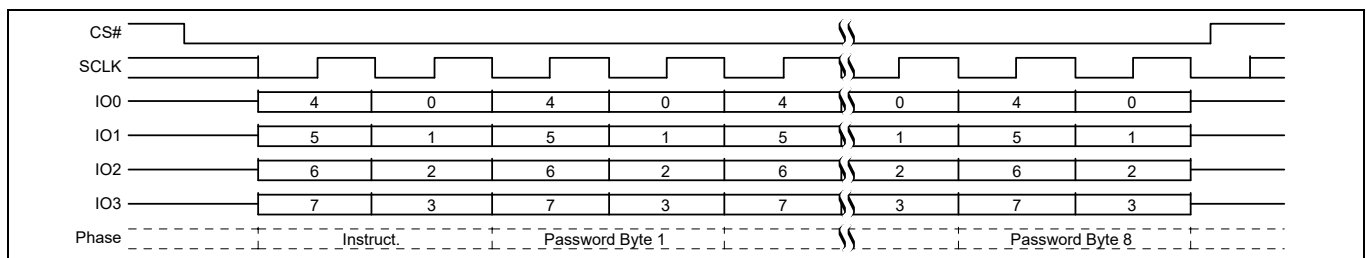 CS#
SCLK
IO0 4 0 4 0 4 0 4 0
IO1 5 1 5 1 5 1 5 1
IO2 6 2 6 2 6 2 6 2
IO3 7 3 7 3 7 3 7 3
Phase Instruct. Password Byte 1 Password Byte 8